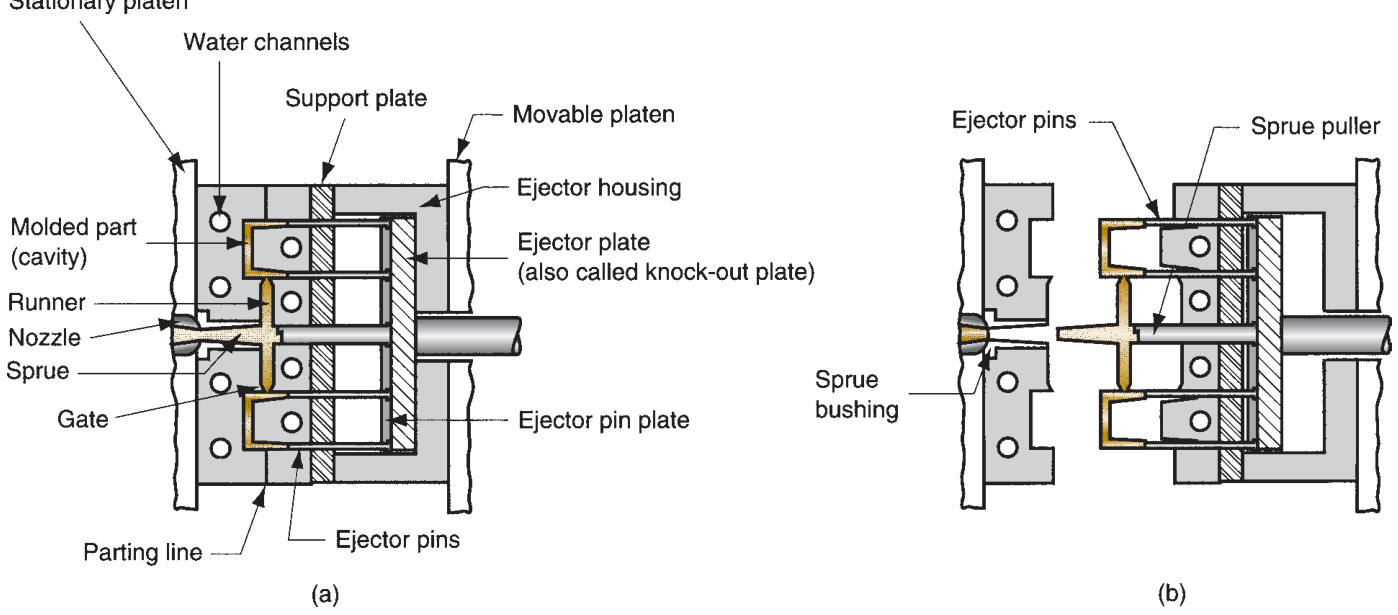 Stationary platen
Water channels
Support plate
Movable platen
Ejector housing
Molded part
(cavity)
Ejector plate
(also called knock-out plate)
Runner
Nozzle
Sprue
Gate
Ejector pin plate
Parting line
Ejector pins
(a)
Ejector pins
Sprue puller
Sprue
bushing
(b)